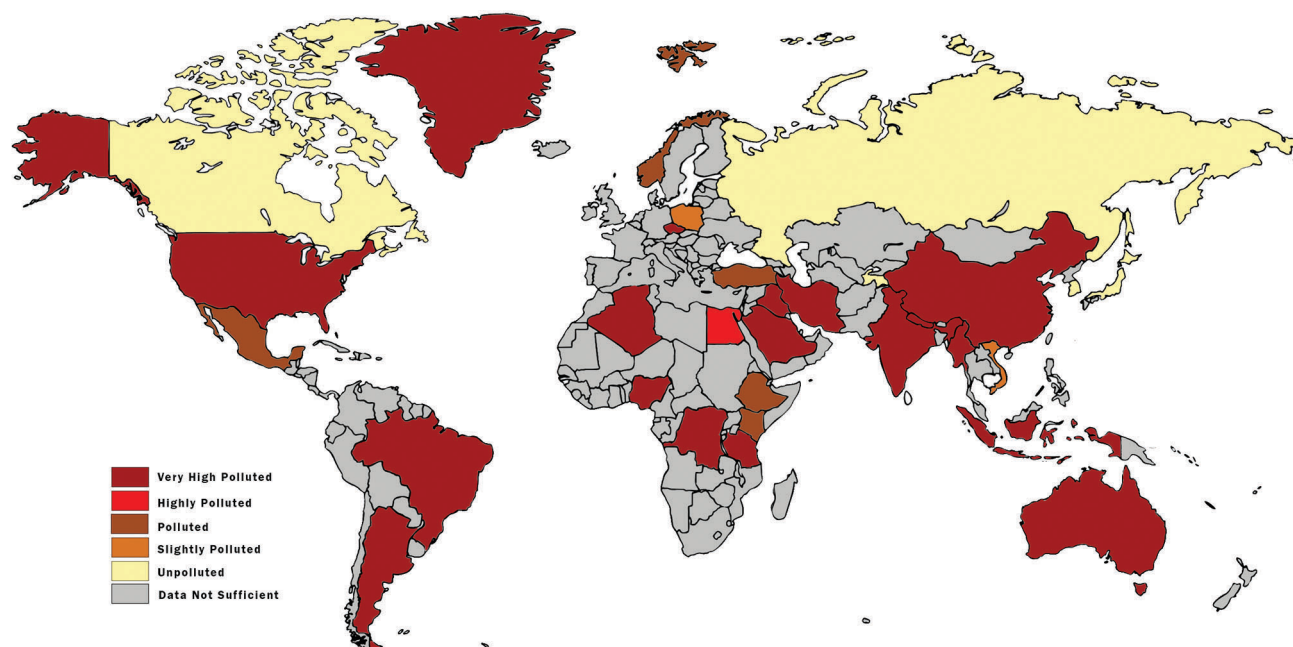 Very High Polluted
Highly Polluted
Polluted
Slightly Polluted
Unpolluted
Data Not Sufficient